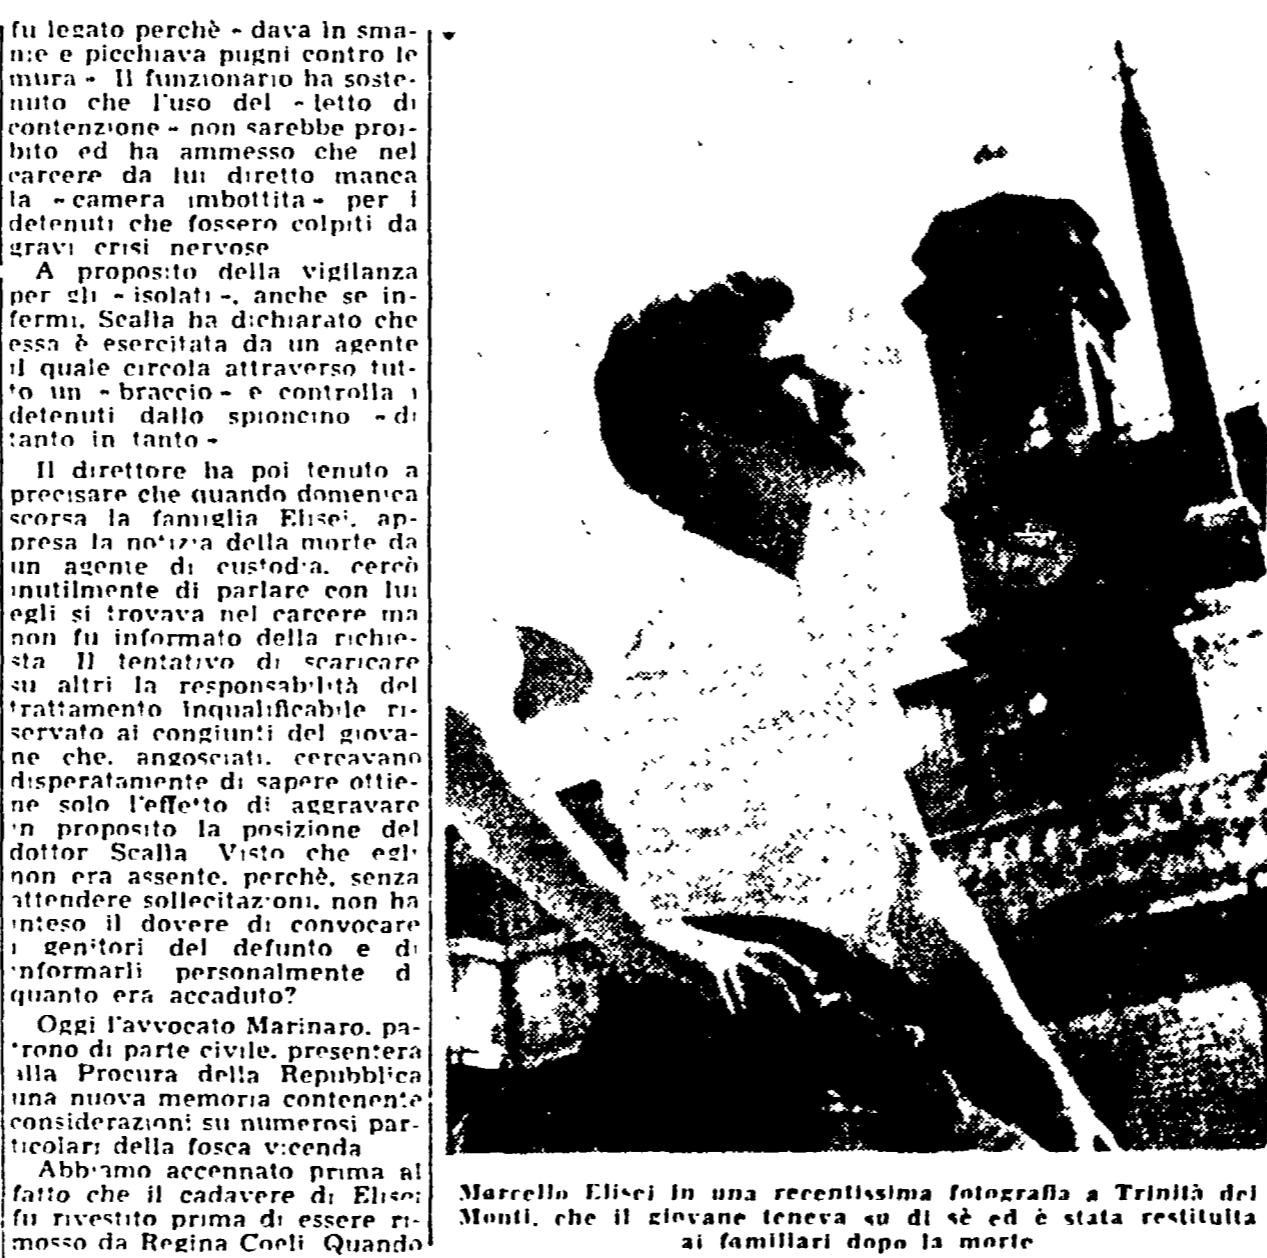 fu legato perchè - dava in sma-
nie e picchiava pugni contro le
mura - Il funzionario ha soste-
nuto che l'uso del - letto di
contenzione - non sarebbe proi-
bito ed ha ammesso che nel
carcere da lui diretto manca
la - camera imbottita - per i
detenuti che fossero colpiti da
gravi crisi nervose
A proposito della vigilanza
per gli - isolati -, anche se in-
fermi, Scalla ha dichiarato che
essa è esercitata da un agente
il quale circola attraverso tut-
to un - braccio - e controlla i
detenuti dallo spioncino - di
tanto in tanto -
Il direttore ha poi tenuto a
precisare che quando domenica
scorsa la famiglia Elisei, ap-
presa la notizia della morte da
un agente di custodia, cercò
inutilmente di parlare con lui
egli si trovava nel carcere ma
non fu informato della richie-
sta Il tentativo di scaricare
su altri la responsabilità del
trattamento inqualificabile ri-
servato ai congiunti del giova-
ne che, angosciati, cercavano
disperatamente di sapere ottie-
ne solo l'effetto di aggravare
in proposito la posizione del
dottor Scalla Visto che egli
non era assente, perchè, senza
attendere sollecitazioni, non ha
inteso il dovere di convocare
i genitori del defunto e di
informarli personalmente d
quanto era accaduto?
Oggi l'avvocato Marinaro, pa-
trono di parte civile, presenterà
alla Procura della Repubblica
una nuova memoria contenente
considerazioni su numerosi par-
ticolari della fosca vicenda
Abbiamo accennato prima al
fatto che il cadavere di Elisei
fu rivestito prima di essere ri-
mosso da Regina Coeli Quando
Marcello Elisei in una recentissima fotografia a Trinità dei
Monti, che il giovane teneva su di sè ed è stata restituita
ai familiari dopo la morte